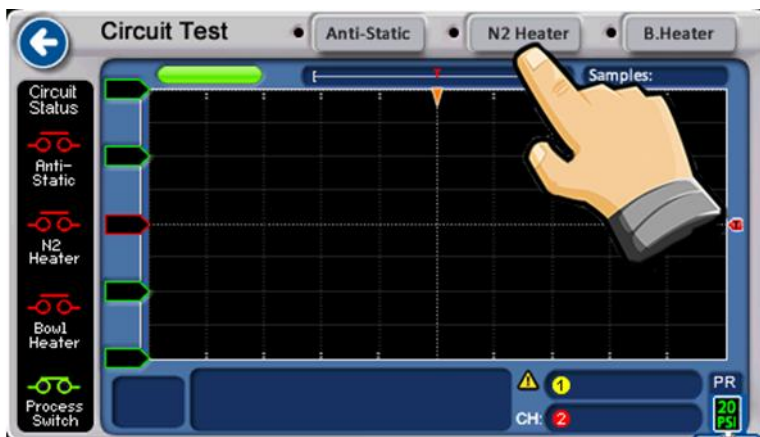 Circuit Test
Anti-Static
N2 Heater
B.Heater
Samples:
Circuit
Status
Anti-
Static
N2
Heater
Bowl
Heater
Process
Switch
T
1
CH: 2
PR
20
PSI